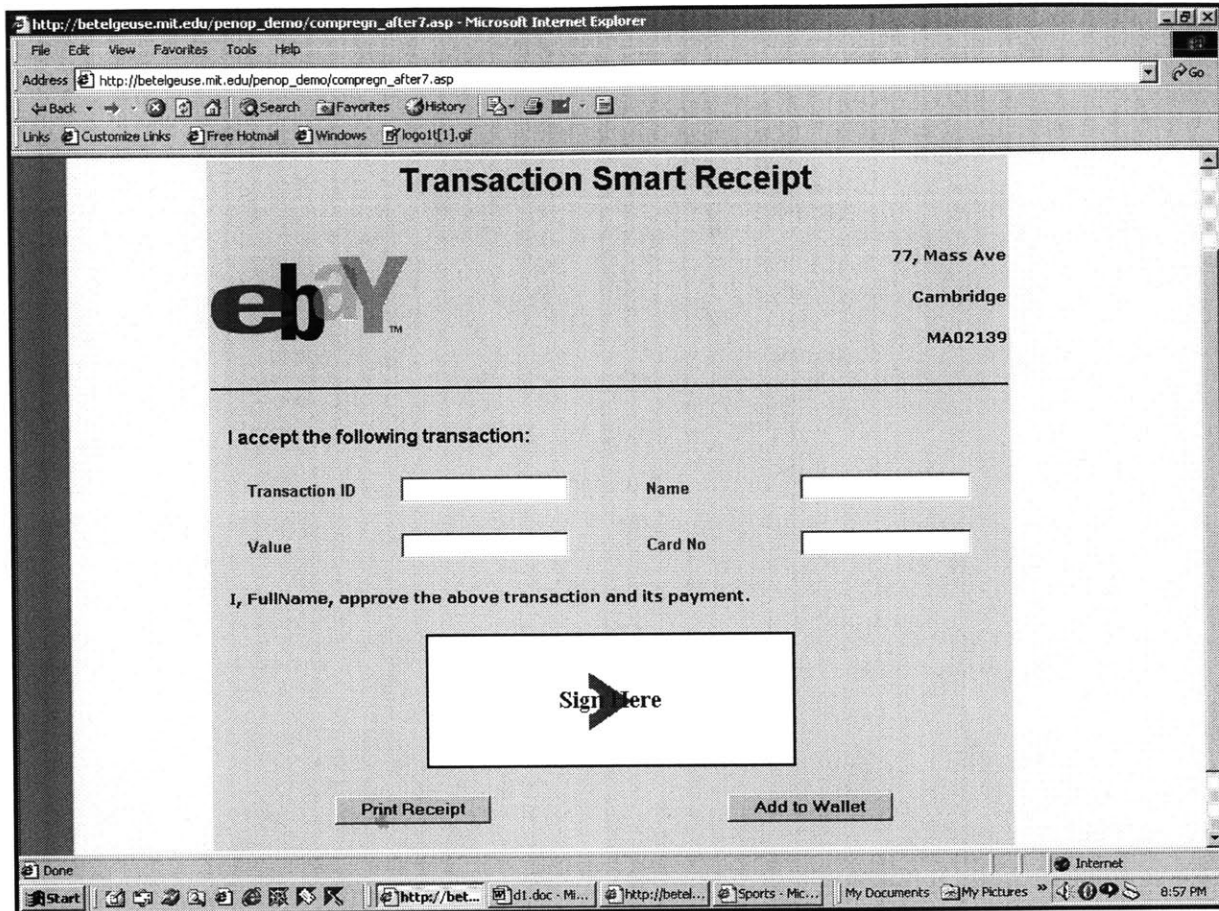 http://betelgeuse.mit.edu/penop_demo/compregn_after7.asp - Microsoft Internet Explorer
File Edit View Favorites Tools Help
Address http://betelgeuse.mit.edu/penop_demo/compregn_after7.asp Go
Back Search Favorites History
Links Customize Links Free Hotmail Windows logo1t[1].gif
Transaction Smart Receipt
ebaY™
77, Mass Ave
Cambridge
MA02139
I accept the following transaction:
Transaction ID Name
Value Card No
I, FullName, approve the above transaction and its payment.
Sign Here
Print Receipt Add to Wallet
Done Internet
Start http://bet... d1.doc - Mi... http://betel... Sports - Mic... My Documents My Pictures » 8:57 PM